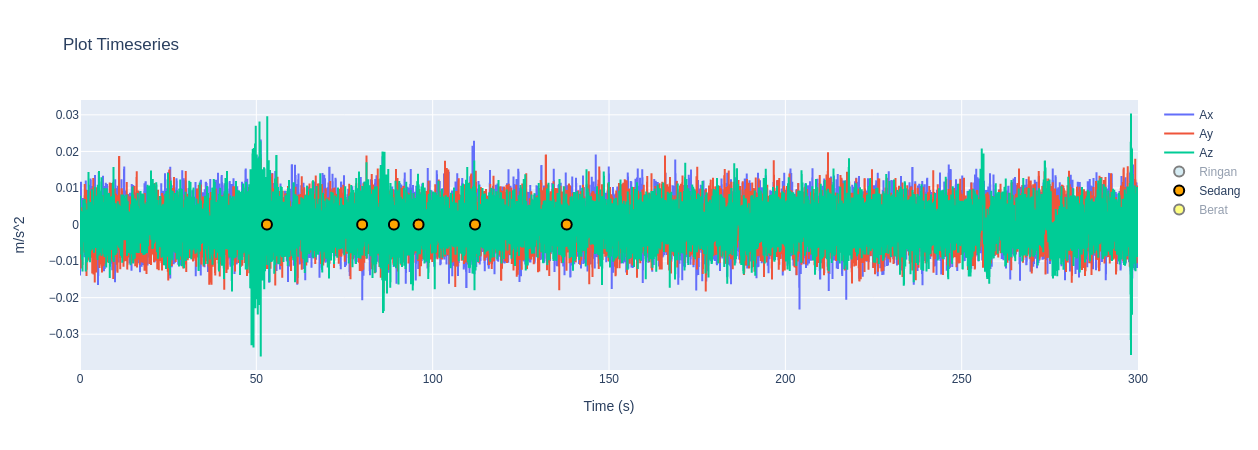 Plot Timeseries
0.03
0.02
0.01
0
−0.01
−0.02
−0.03
m/s^2
0 50 100 150 200 250 300
Time (s)
Ax
Ay
Az
Ringan
Sedang
Berat